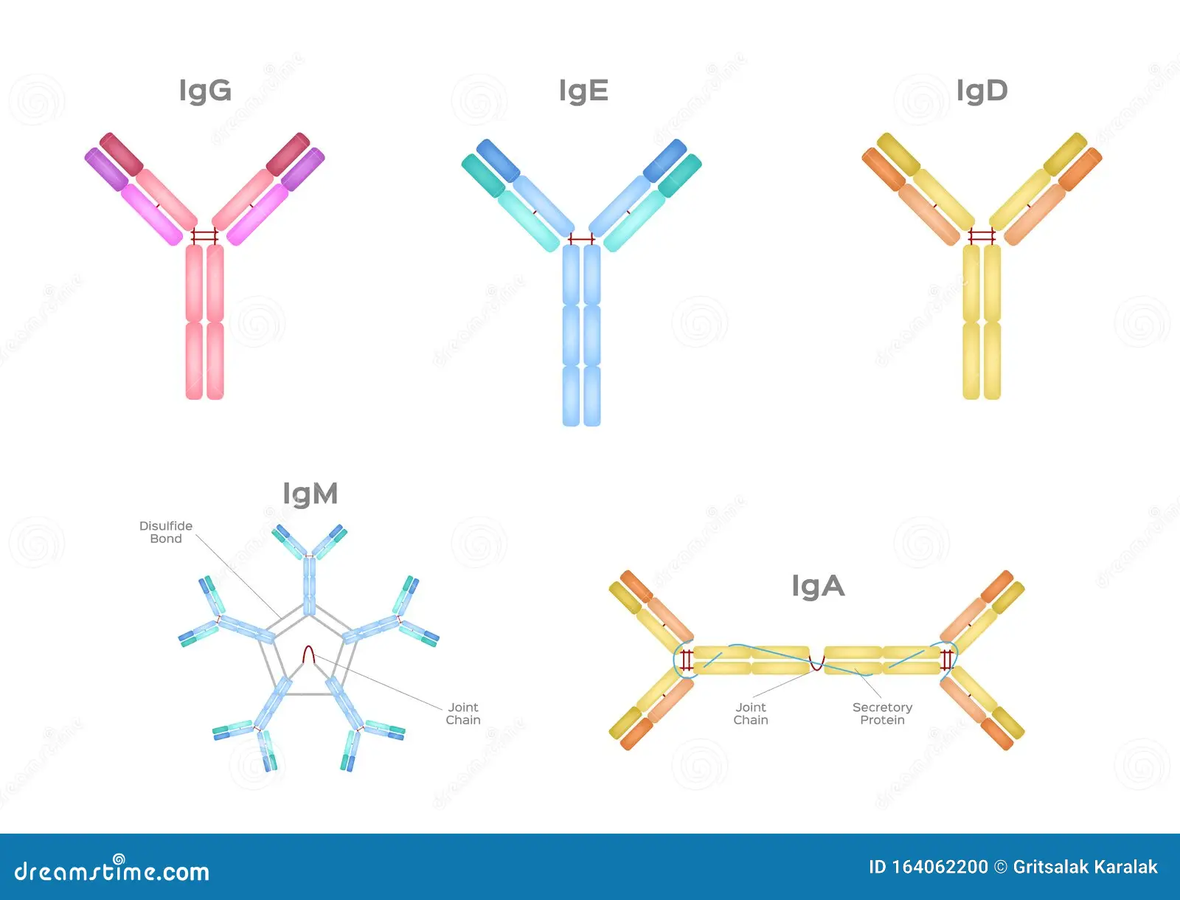 IgG
IgE
IgD
IgM
Disulfide
Bond
Joint
Chain
IgA
Joint
Chain
Secretory
Protein
dreamstime.com
ID 164062200 © Gritsalak Karalak